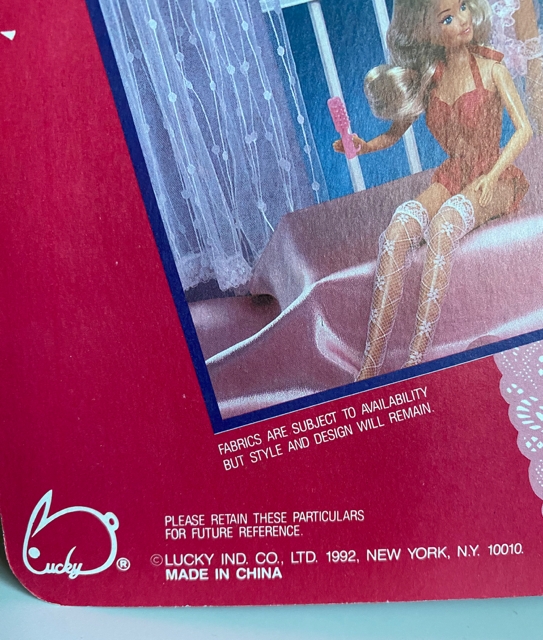 FABRICS ARE SUBJECT TO AVAILABILITY
BUT STYLE AND DESIGN WILL REMAIN.
PLEASE RETAIN THESE PARTICULARS
FOR FUTURE REFERENCE.
Lucky®
©LUCKY IND. CO., LTD. 1992, NEW YORK, N.Y. 10010.
MADE IN CHINA